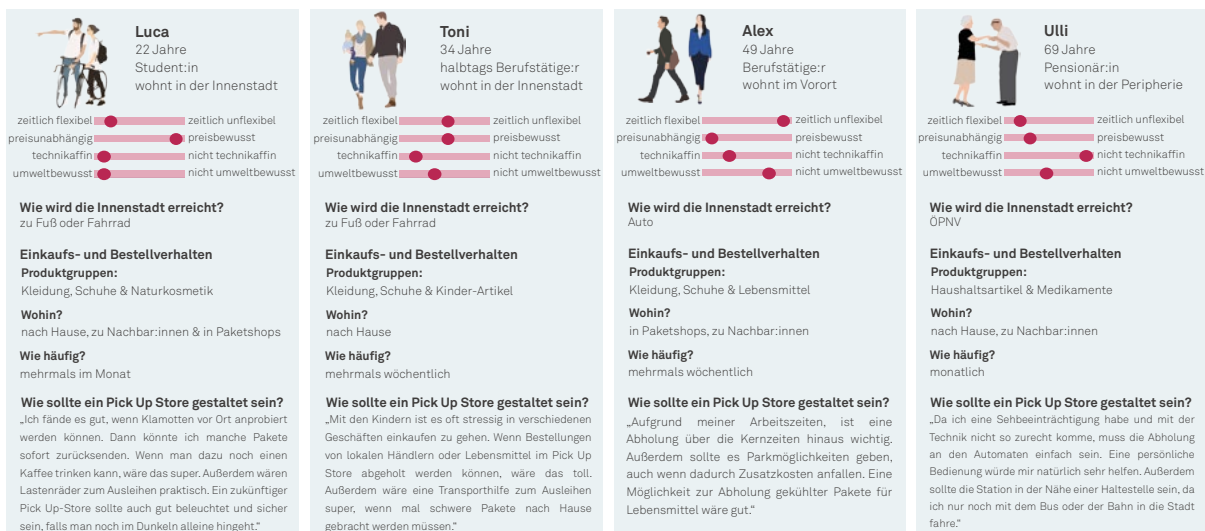 Luca
22 Jahre
Student:in
wohnt in der Innenstadt
zeitlich flexibel zeitlich unflexibel
preisunabhängig preisbewusst
technikaffin nicht technikaffin
umweltbewusst nicht umweltbewusst
Wie wird die Innenstadt erreicht?
zu Fuß oder Fahrrad
Einkaufs- und Bestellverhalten
Produktgruppen:
Kleidung, Schuhe & Naturkosmetik
Wohin?
nach Hause, zu Nachbar:innen & in Paketshops
Wie häufig?
mehrmals im Monat
Wie sollte ein Pick Up Store gestaltet sein?
„Ich fände es gut, wenn Klamotten vor Ort anprobiert
werden können. Dann könnte ich manche Pakete
sofort zurücksenden. Wenn man dazu noch einen
Kaffee trinken kann, wäre das super. Außerdem wären
Lastenräder zum Ausleihen praktisch. Ein zukünftiger
Pick Up-Store sollte auch gut beleuchtet und sicher
sein, falls man noch im Dunkeln alleine hingeht.“
Toni
34 Jahre
halbtags Berufstätige:r
wohnt in der Innenstadt
zeitlich flexibel zeitlich unflexibel
preisunabhängig preisbewusst
technikaffin nicht technikaffin
umweltbewusst nicht umweltbewusst
Wie wird die Innenstadt erreicht?
zu Fuß oder Fahrrad
Einkaufs- und Bestellverhalten
Produktgruppen:
Kleidung, Schuhe & Kinder-Artikel
Wohin?
nach Hause
Wie häufig?
mehrmals wöchentlich
Wie sollte ein Pick Up Store gestaltet sein?
„Mit den Kindern ist es oft stressig in verschiedenen
Geschäften einkaufen zu gehen. Wenn Bestellungen
von lokalen Händlern oder Lebensmittel im Pick Up
Store abgeholt werden können, wäre das toll.
Außerdem wäre eine Transporthilfe zum Ausleihen
super, wenn mal schwere Pakete nach Hause
gebracht werden müssen.“
Alex
49 Jahre
Berufstätige:r
wohnt im Vorort
zeitlich flexibel zeitlich unflexibel
preisunabhängig preisbewusst
technikaffin nicht technikaffin
umweltbewusst nicht umweltbewusst
Wie wird die Innenstadt erreicht?
Auto
Einkaufs- und Bestellverhalten
Produktgruppen:
Kleidung, Schuhe & Lebensmittel
Wohin?
in Paketshops, zu Nachbar:innen
Wie häufig?
mehrmals wöchentlich
Wie sollte ein Pick Up Store gestaltet sein?
„Aufgrund meiner Arbeitszeiten, ist eine
Abholung über die Kernzeiten hinaus wichtig.
Außerdem sollte es Parkmöglichkeiten geben,
auch wenn dadurch Zusatzkosten anfallen. Eine
Möglichkeit zur Abholung gekühlter Pakete für
Lebensmittel wäre gut.“
Ulli
69 Jahre
Pensionär:in
wohnt in der Peripherie
zeitlich flexibel zeitlich unflexibel
preisunabhängig preisbewusst
technikaffin nicht technikaffin
umweltbewusst nicht umweltbewusst
Wie wird die Innenstadt erreicht?
ÖPNV
Einkaufs- und Bestellverhalten
Produktgruppen:
Haushaltsartikel & Medikamente
Wohin?
nach Hause, zu Nachbar:innen
Wie häufig?
monatlich
Wie sollte ein Pick Up Store gestaltet sein?
„Da ich eine Sehbeeinträchtigung habe und mit der
Technik nicht so zurecht komme, muss die Abholung
an den Automaten einfach sein. Eine persönliche
Bedienung würde mir natürlich sehr helfen. Außerdem
sollte die Station in der Nähe einer Haltestelle sein, da
ich nur noch mit dem Bus oder der Bahn in die Stadt
fahre.“